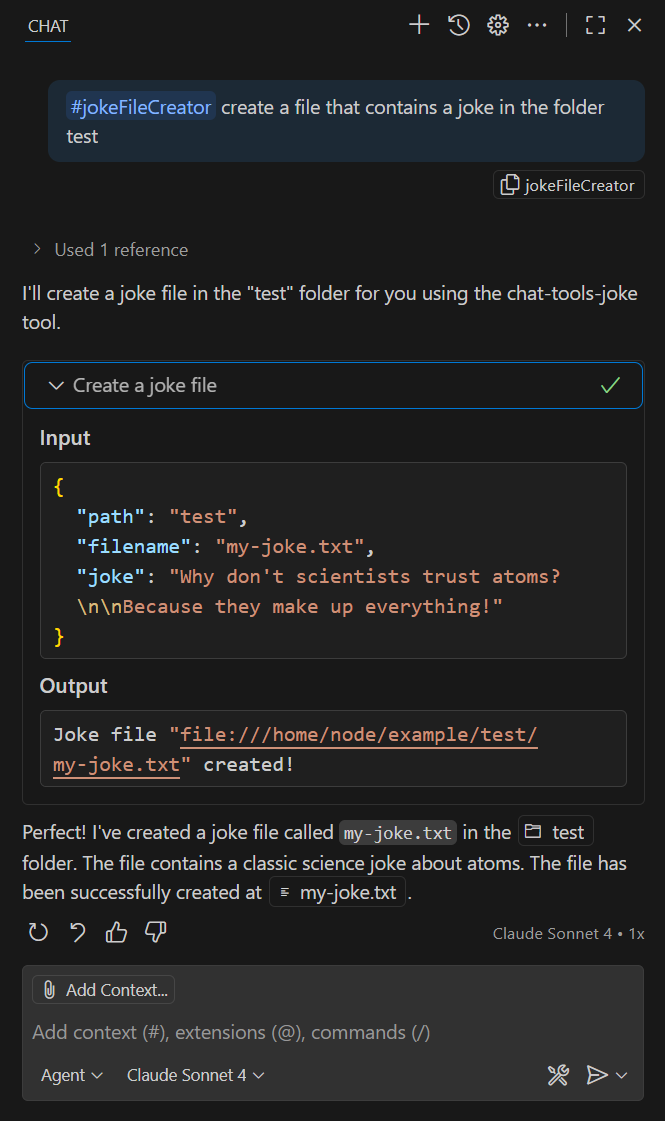 CHAT
#jokeFileCreator create a file that contains a joke in the folder
test
jokeFileCreator
Used 1 reference
I'll create a joke file in the "test" folder for you using the chat-tools-joke
tool.
Create a joke file
Input
{
"path": "test",
"filename": "my-joke.txt",
"joke": "Why don't scientists trust atoms?
\n\nBecause they make up everything!"
}
Output
Joke file "file:///home/node/example/test/
my-joke.txt" created!
Perfect! I've created a joke file called my-joke.txt in the test
folder. The file contains a classic science joke about atoms. The file has
been successfully created at my-joke.txt .
Claude Sonnet 4 • 1x
Add Context...
Add context (#), extensions (@), commands (/)
Agent Claude Sonnet 4